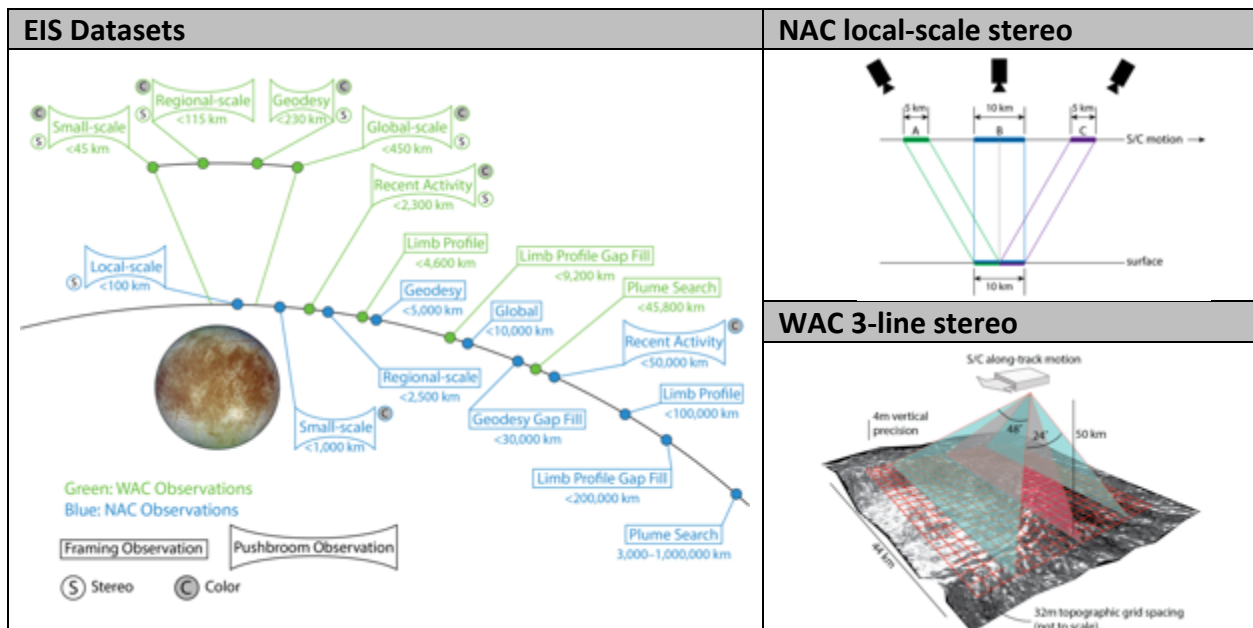 EIS Datasets
C
Regional-scale
<115 km
S
C
Geodesy
<230 km
S
C
Small-scale
<45 km
S
C
Global-scale
<450 km
S
C
Recent Activity
<2,300 km
S
Local-scale
<100 km
S
Limb Profile
<4,600 km
Limb Profile Gap Fill
<9,200 km
Geodesy
<5,000 km
Plume Search
<45,800 km
Global
<10,000 km
Recent Activity
<50,000 km
C
Regional-scale
<2,500 km
Limb Profile
<100,000 km
Small-scale
<1,000 km
C
Geodesy Gap Fill
<30,000 km
Limb Profile Gap Fill
<200,000 km
Plume Search
3,000–1,000,000 km
Green: WAC Observations
Blue: NAC Observations
Framing Observation
Pushbroom Observation
S Stereo
C Color
NAC local-scale stereo
5 km
10 km
5 km
A
B
C
S/C motion
surface
10 km
WAC 3-line stereo
S/C along-track motion
4m vertical
precision
48°
24°
50 km
44 km
32m topographic grid spacing
(not to scale)